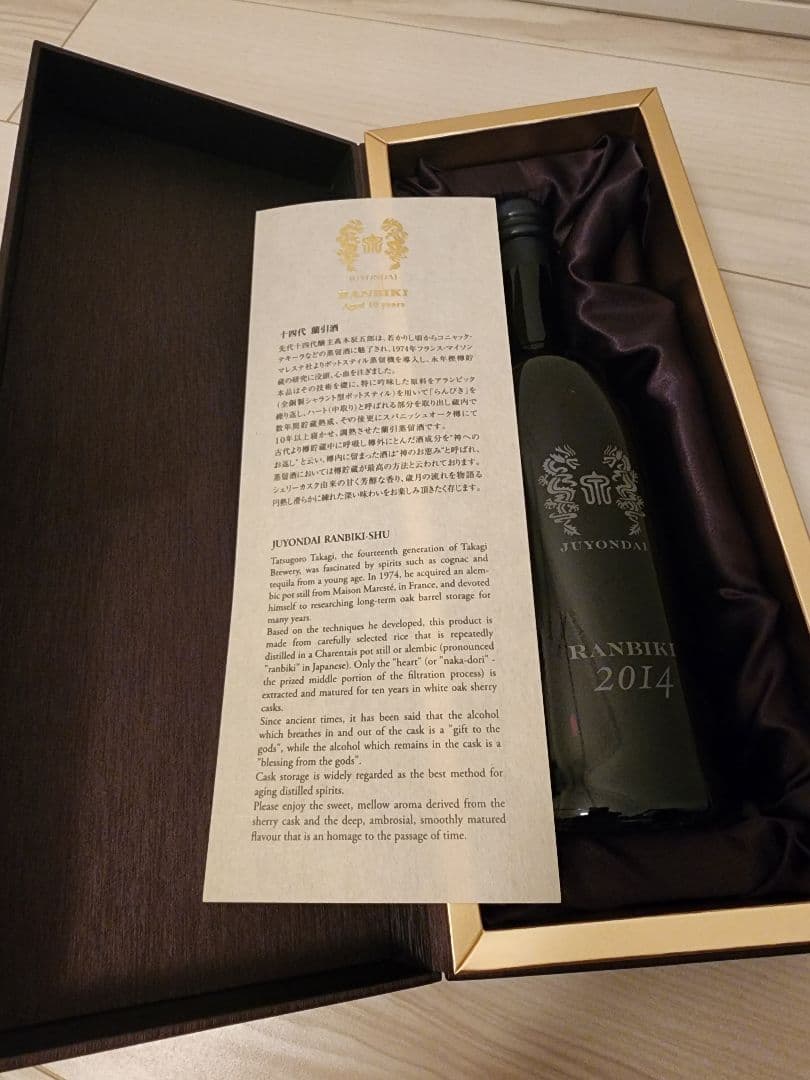 JUYONDAI
RANBIKI
Aged 10 years
十四代 蘭引酒
先代十四代醸主高木辰五郎は、若かりし頃からコニャック・
テキーラなどの蒸留酒に魅了され、1974年フランス・マイソン
マレステ社よりポットスティル蒸留機を導入し、永年樫樽貯
蔵の研究に没頭、心血を注ぎました。
本品はその技術を礎に、特に吟味した原料をアランビック
(全銅製シャラント型ポットスティル)を用いて「らんびき」を
繰り返し、ハート(中取り)と呼ばれる部分を取り出し蔵内で
数年間貯蔵熟成、その後更にスパニッシュオーク樽にて
10年以上寝かせ、調熟させた蘭引蒸留酒です。
古代より樽貯蔵中に呼吸し樽外にとんだ酒成分を“神への
お返し”と云い、樽内に留まった酒は“神のお恵み”と呼ばれ、
蒸留酒においては樽貯蔵が最高の方法と云われております。
シェリーカスク由来の甘く芳醇な香り、歳月の流れを物語る
円熟し滑らかに練れた深い味わいをお楽しみ頂きたく存じます。
JUYONDAI RANBIKI-SHU
Tatsugoro Takagi, the fourteenth generation of Takagi
Brewery, was fascinated by spirits such as cognac and
tequila from a young age. In 1974, he acquired an alem-
bic pot still from Maison Maresté, in France, and devoted
himself to researching long-term oak barrel storage for
many years.
Based on the techniques he developed, this product is
made from carefully selected rice that is repeatedly
distilled in a Charentais pot still or alembic (pronounced
"ranbiki" in Japanese). Only the "heart" (or "naka-dori" -
the prized middle portion of the filtration process) is
extracted and matured for ten years in white oak sherry
casks.
Since ancient times, it has been said that the alcohol
which breathes in and out of the cask is a "gift to the
gods", while the alcohol which remains in the cask is a
"blessing from the gods".
Cask storage is widely regarded as the best method for
aging distilled spirits.
Please enjoy the sweet, mellow aroma derived from the
sherry cask and the deep, ambrosial, smoothly matured
flavour that is an homage to the passage of time.
JUYONDAI
RANBIKI
2014